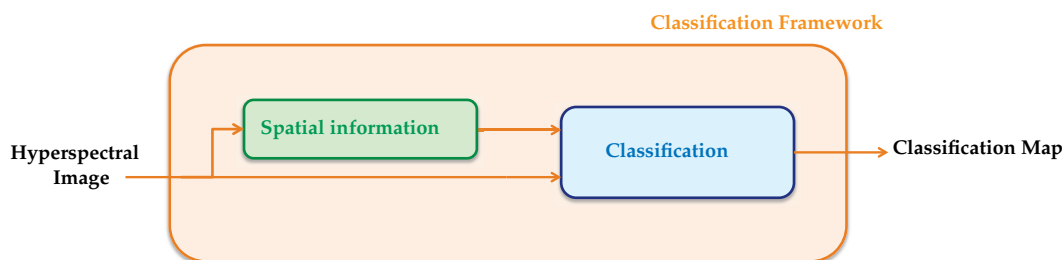 Classification Framework
Spatial information
Classification
Hyperspectral
Image
Classification Map